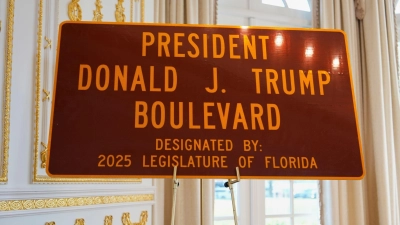 PRESIDENT
DONALD J. TRUMP
BOULEVARD
DESIGNATED BY:
2025 LEGISLATURE OF FLORIDA